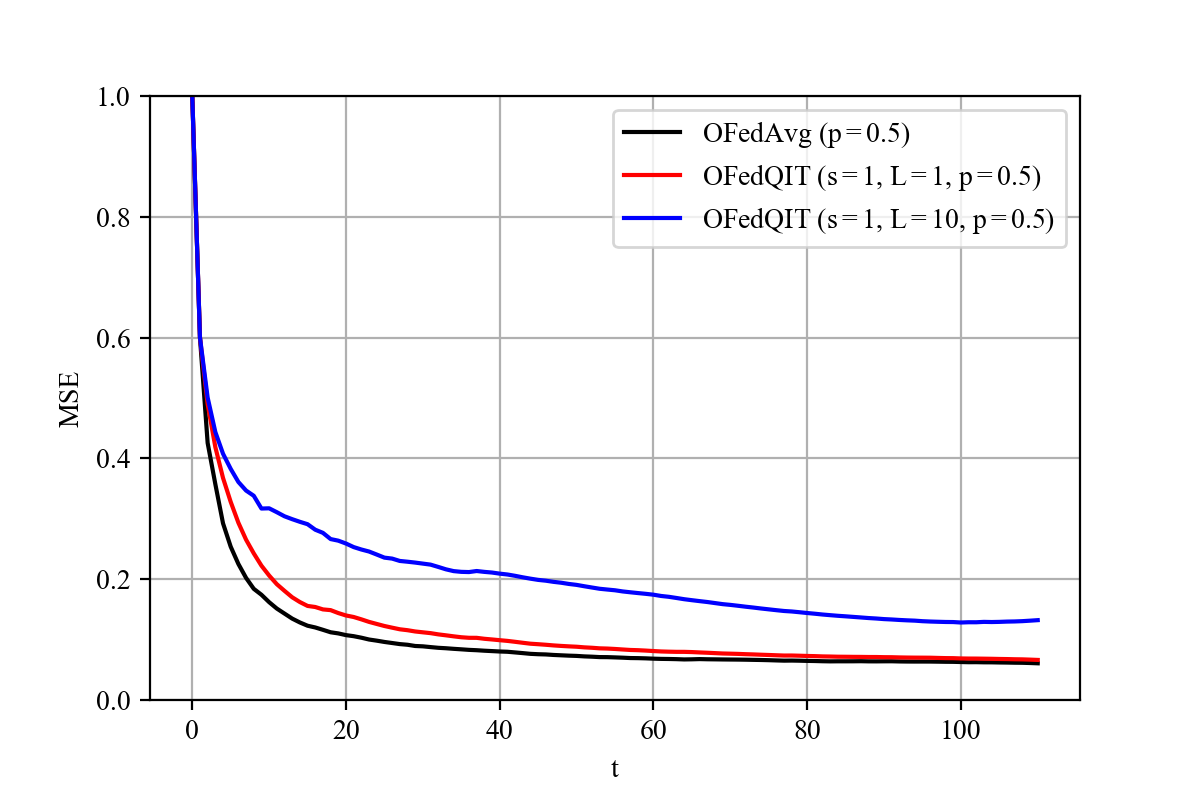 1.0
0.8
0.6
0.4
0.2
0.0
MSE
OFedAvg (p=0.5)
OFedQIT (s=1, L=1, p=0.5)
OFedQIT (s=1, L=10, p=0.5)
0 20 40 60 80 100
t